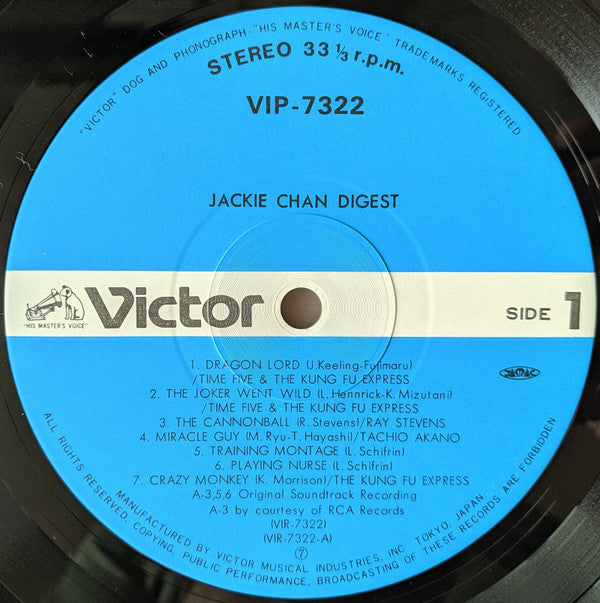 "VICTOR" DOG AND PHONOGRAPH-"HIS MASTER'S VOICE" TRADEMARKS REGISTERED
STEREO 33 1/3 r.p.m.
VIP-7322
JACKIE CHAN DIGEST
"HIS MASTER'S VOICE"
Victor
SIDE 1
1. DRAGON LORD (J.Keeling-Fujimaru)
/TIME FIVE & THE KUNG FU EXPRESS
2. THE JOKER WENT WILD (L.Hennrick-K.Mizutani)
/TIME FIVE & THE KUNG FU EXPRESS
3. THE CANNONBALL (R. Stevens)/RAY STEVENS
4. MIRACLE GUY (M. Ryu-T. Hayashi)/TACHIO AKANO
5. TRAINING MONTAGE (L. Schifrin)
6. PLAYING NURSE (L. Schifrin)
7. CRAZY MONKEY (K. Morrison)/THE KUNG FU EXPRESS
A-3,5,6 Original Soundtrack Recording
A-3 by courtesy of RCA Records
(VIR-7322)
(VIR-7322-A)
7
JASRAC
MANUFACTURED BY VICTOR MUSICAL INDUSTRIES, INC. TOKYO, JAPAN
ALL RIGHTS RESERVED. COPYING, PUBLIC PERFORMANCE, BROADCASTING OF THESE RECORDS ARE FORBIDDEN